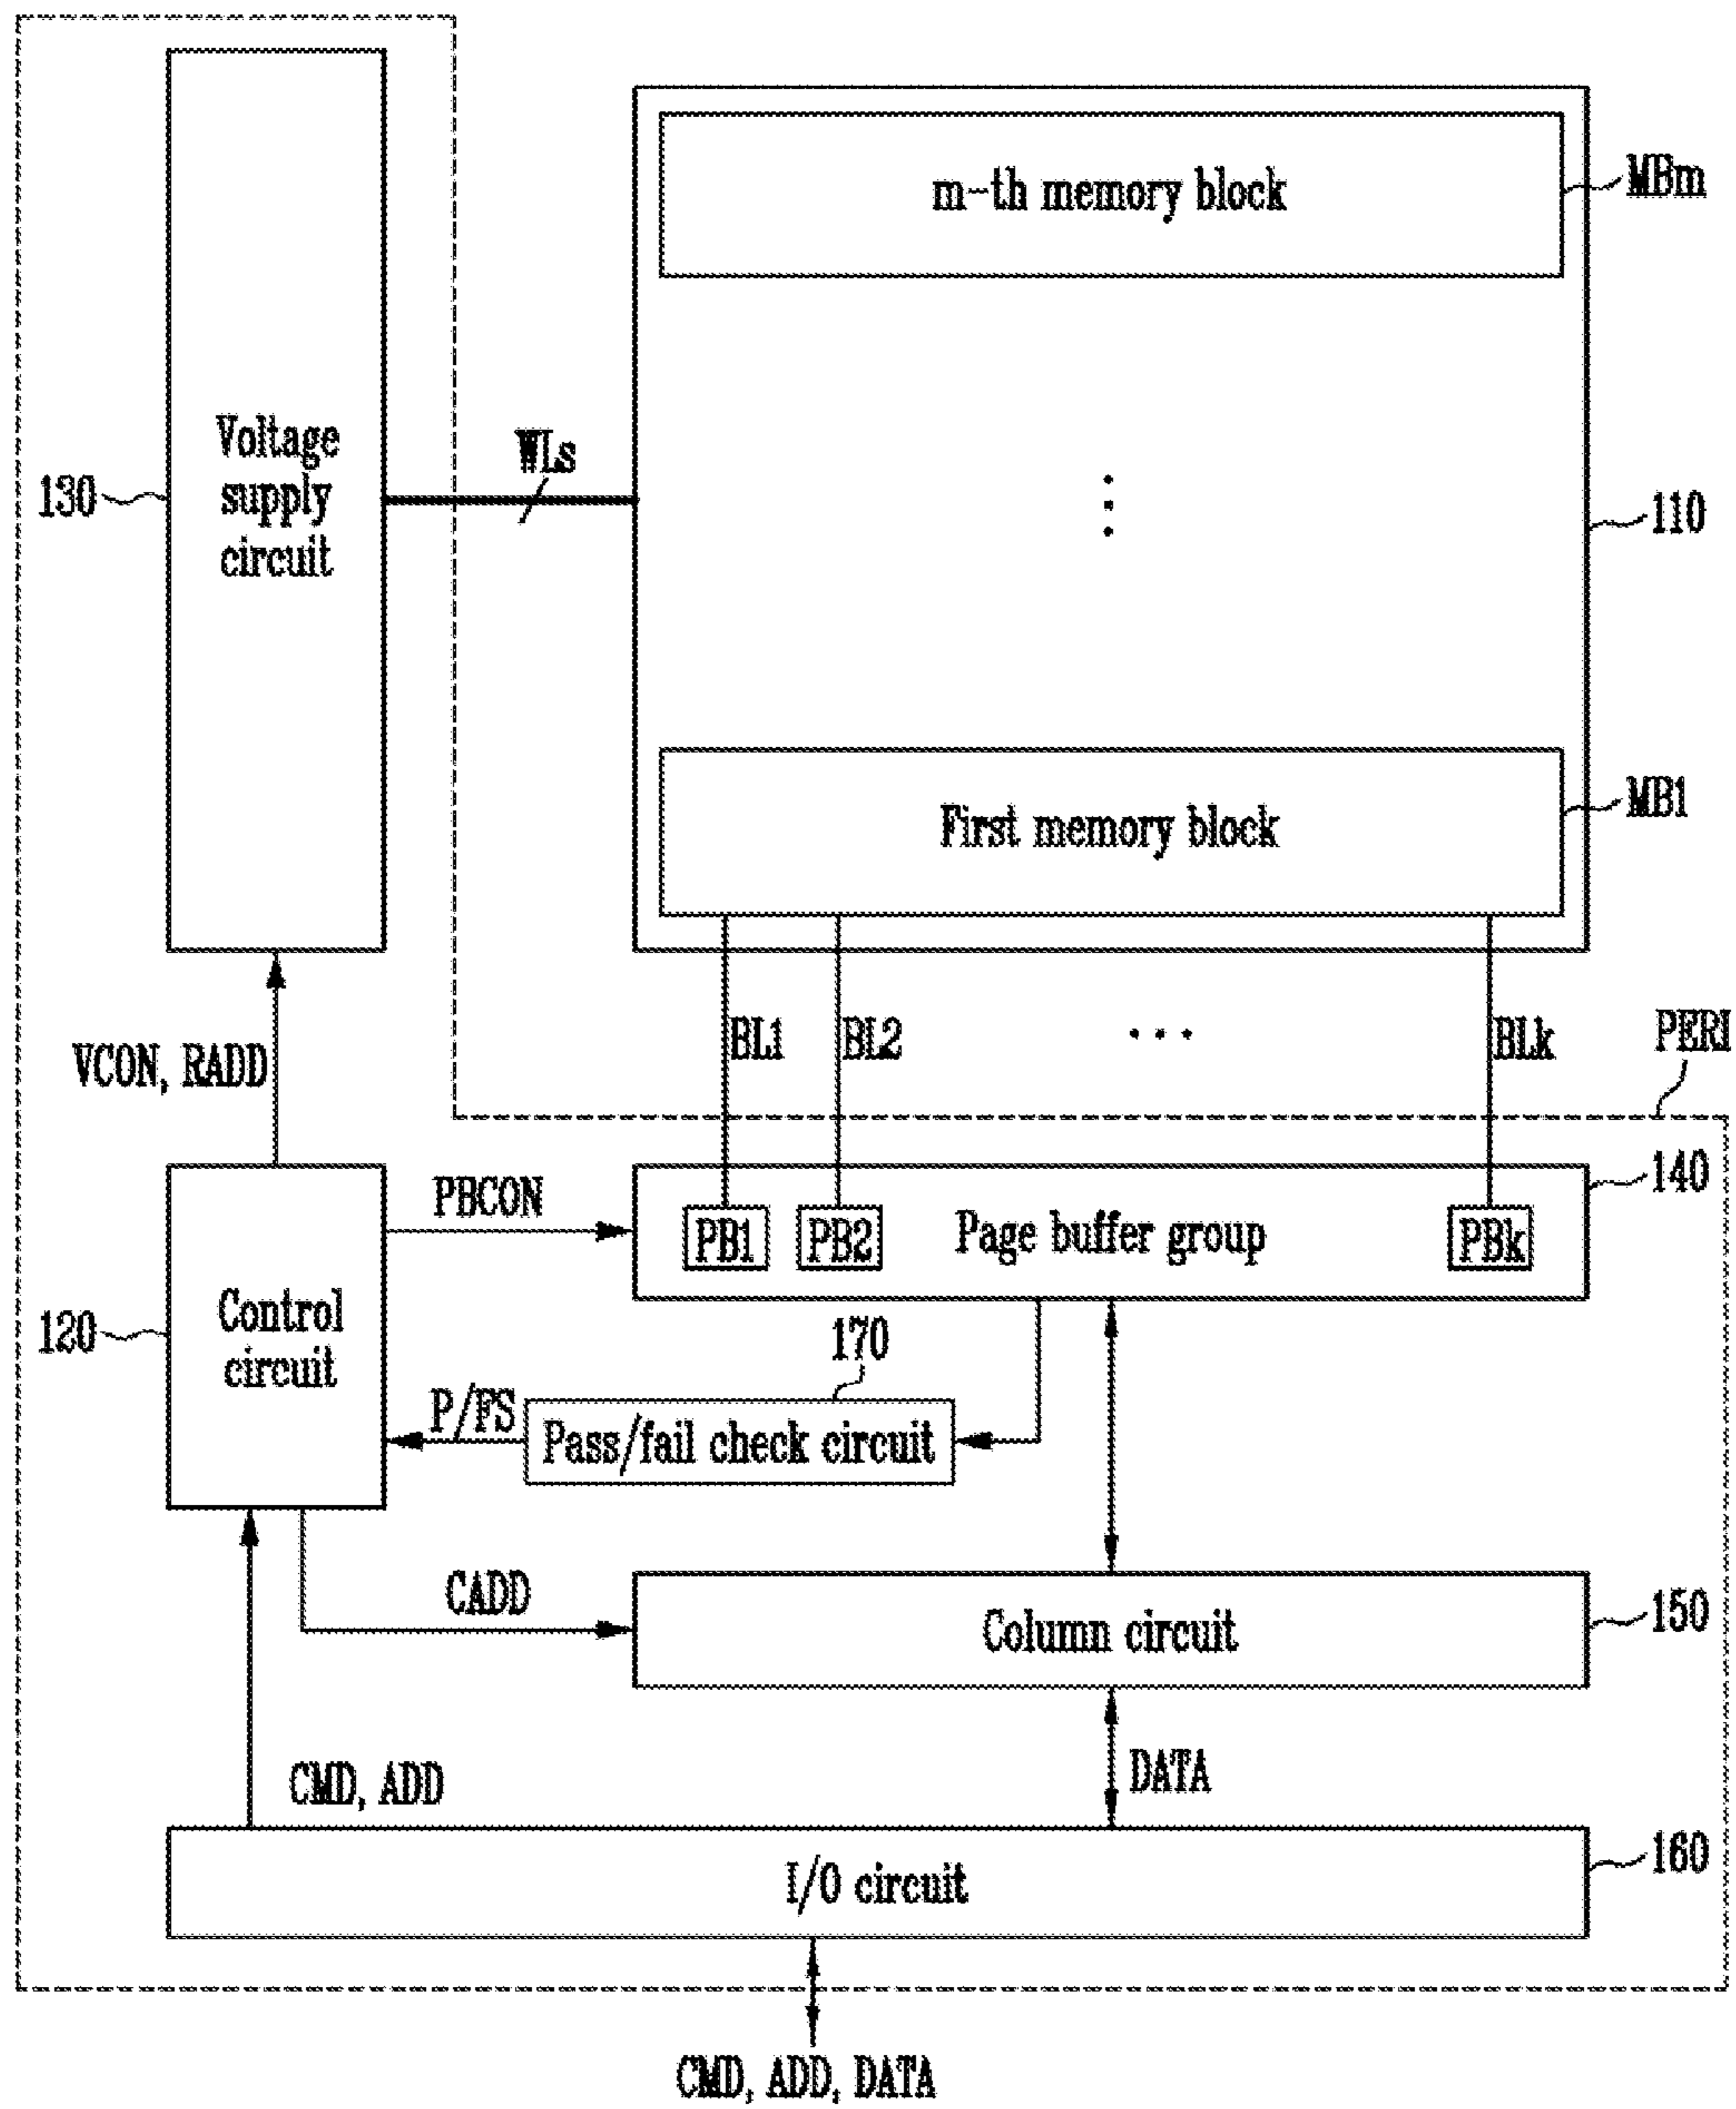 m-th memory block
MBm
Voltage
supply
circuit
130
WLs
110
First memory block
MB1
BL1
BL2
BLk
PERI
VCON, RADD
140
PBCON
PB1
PB2
Page buffer group
PBk
120
Control
circuit
170
P/FS
Pass/fail check circuit
CADD
Column circuit
150
CMD, ADD
DATA
I/O circuit
160
CMD, ADD, DATA